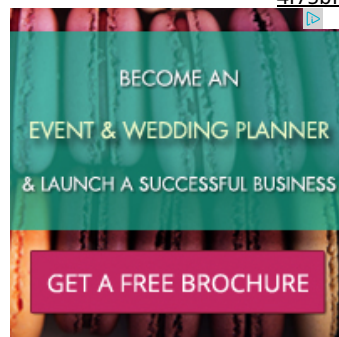 BECOME AN
EVENT & WEDDING PLANNER
& LAUNCH A SUCCESSFUL BUSINESS
GET A FREE BROCHURE